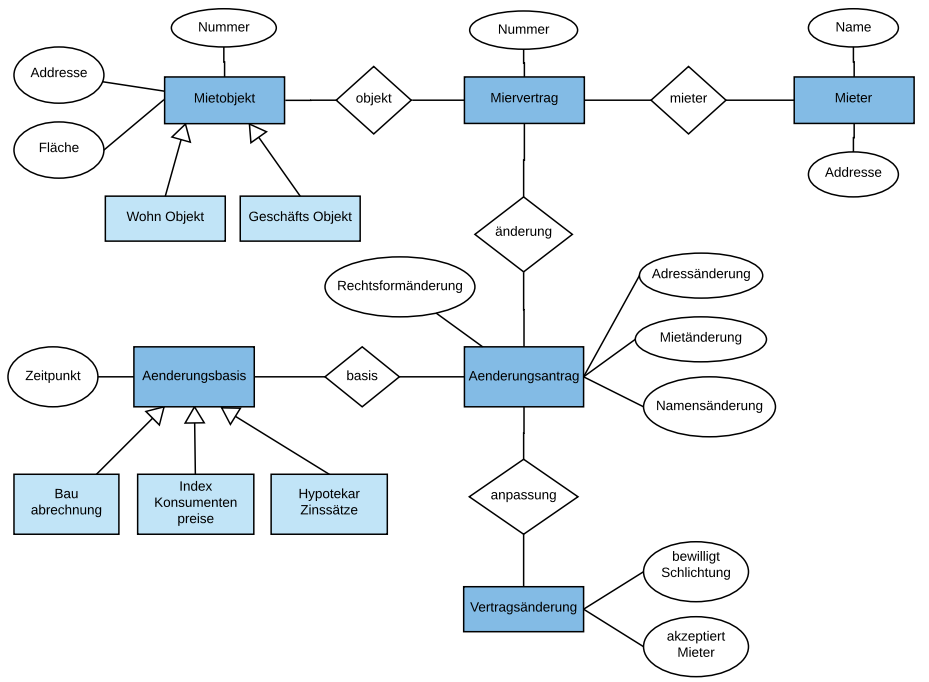 Nummer
Nummer
Name
Addresse
Mietobjekt
objekt
Miervertrag
mieter
Mieter
Fläche
Addresse
Wohn Objekt
Geschäfts Objekt
änderung
Rechtsformänderung
Adressänderung
Mietänderung
Zeitpunkt
Aenderungsbasis
basis
Aenderungsantrag
Namensänderung
Bau
abrechnung
Index
Konsumenten
preise
Hypotekar
Zinssätze
anpassung
bewilligt
Schlichtung
Vertragsänderung
akzeptiert
Mieter